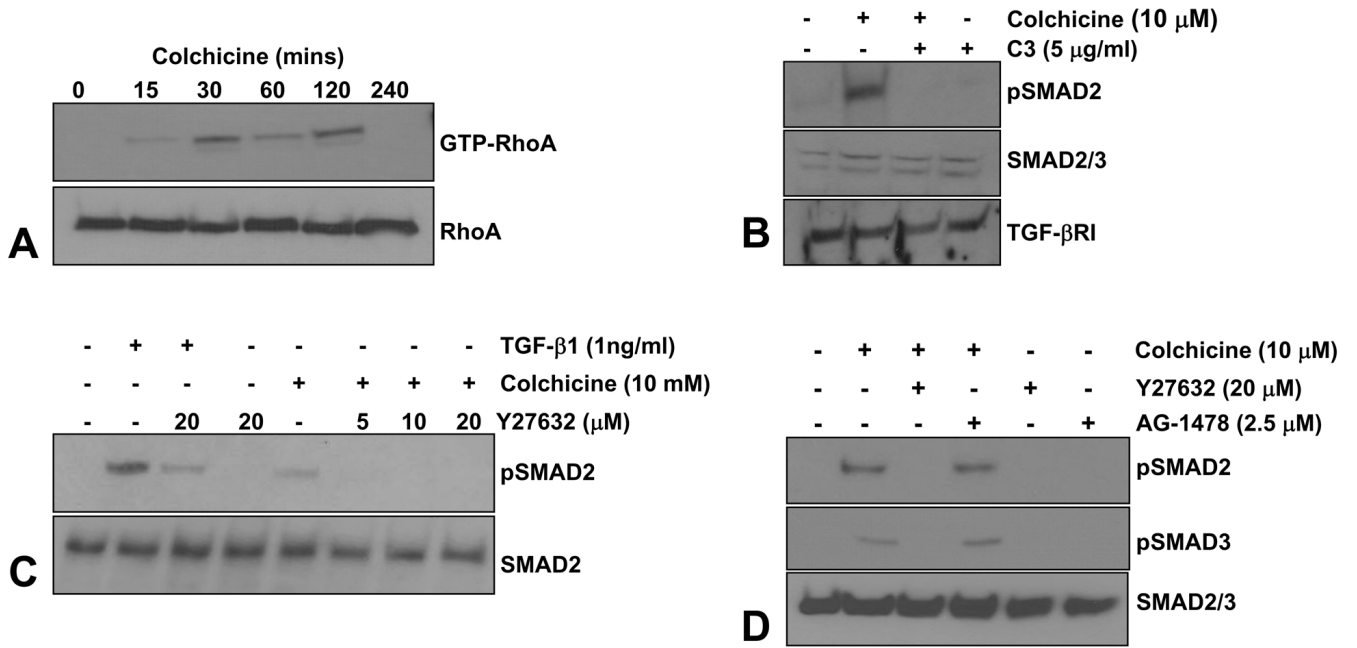 Colchicine (mins)
0 15 30 60 120 240
GTP-RhoA
RhoA
A
- + + - Colchicine (10 μM)
- - + + C3 (5 μg/ml)
pSMAD2
SMAD2/3
TGF-βRI
B
- + + - - - - - TGF-β1 (1ng/ml)
- - - - + + + + Colchicine (10 mM)
- - 20 20 - 5 10 20 Y27632 (μM)
pSMAD2
SMAD2
C
- + + + - - Colchicine (10 μM)
- - + - + - Y27632 (20 μM)
- - - + - + AG-1478 (2.5 μM)
pSMAD2
pSMAD3
SMAD2/3
D